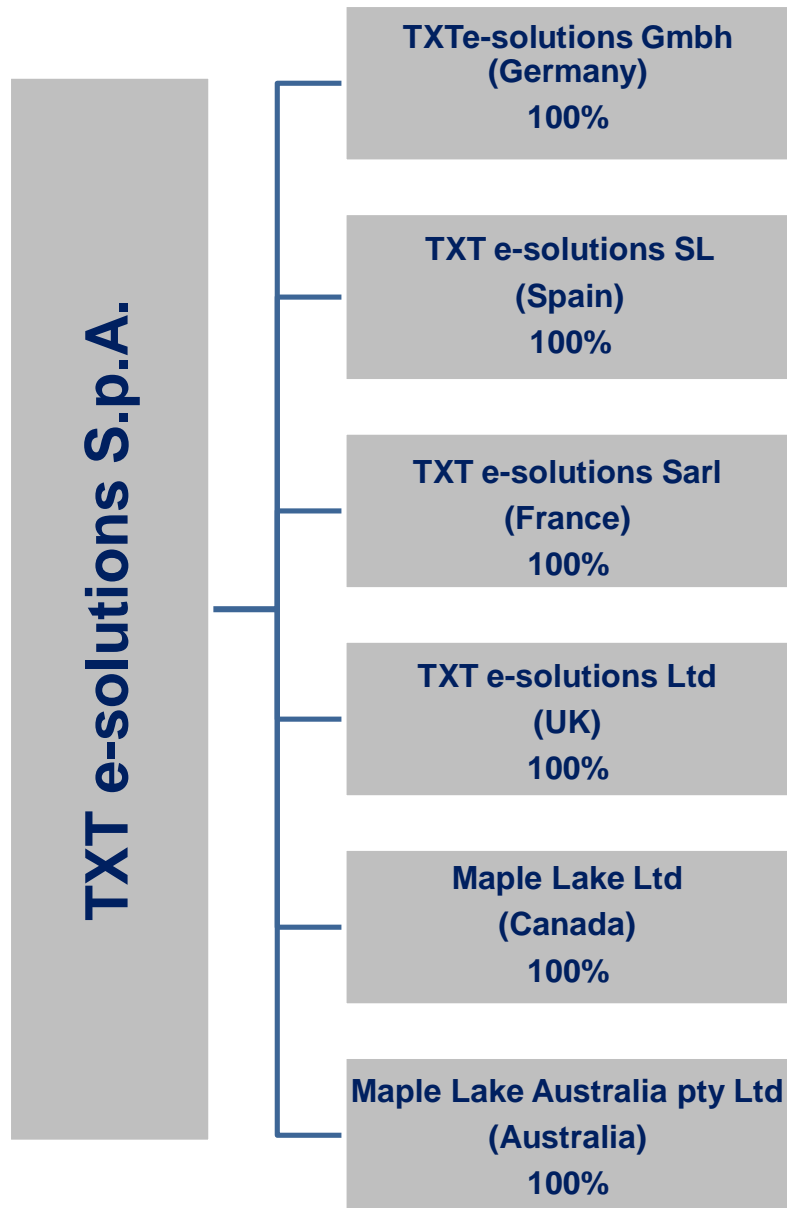 TXT e-solutions S.p.A.
TXTe-solutions Gmbh
(Germany)
100%
TXT e-solutions SL
(Spain)
100%
TXT e-solutions Sarl
(France)
100%
TXT e-solutions Ltd
(UK)
100%
Maple Lake Ltd
(Canada)
100%
Maple Lake Australia pty Ltd
(Australia)
100%